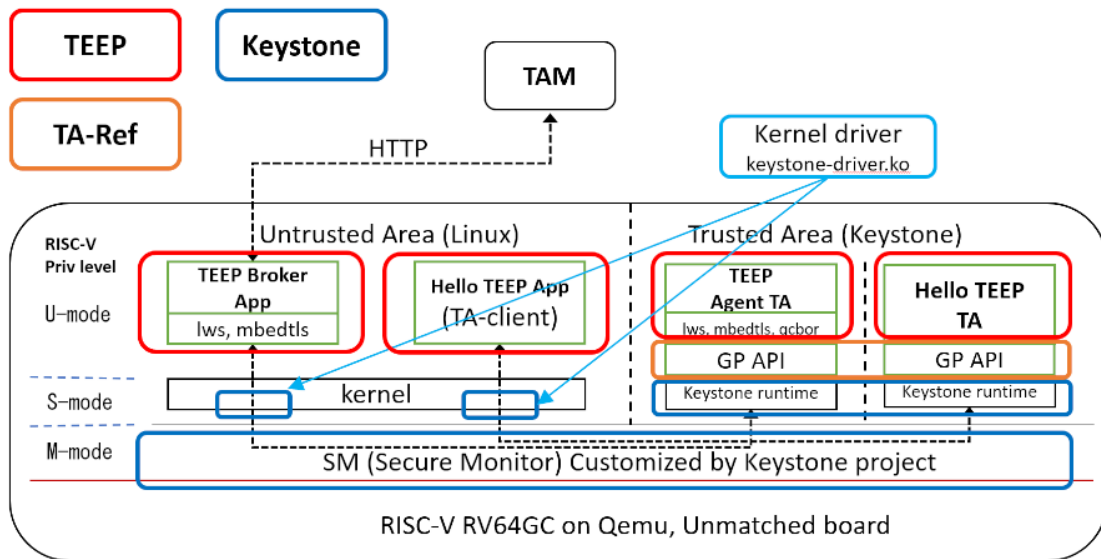 TEEP
Keystone
TA-Ref
TAM
HTTP
Kernel driver
keystone-driver.ko
RISC-V
Priv level
Untrusted Area (Linux)
Trusted Area (Keystone)
U-mode
TEEP Broker
App
lws, mbedtls
Hello TEEP App
(TA-client)
TEEP
Agent TA
lws, mbedtls, qcbor
Hello TEEP
TA
GP API
GP API
S-mode
kernel
Keystone runtime
Keystone runtime
M-mode
SM (Secure Monitor) Customized by Keystone project
RISC-V RV64GC on Qemu, Unmatched board